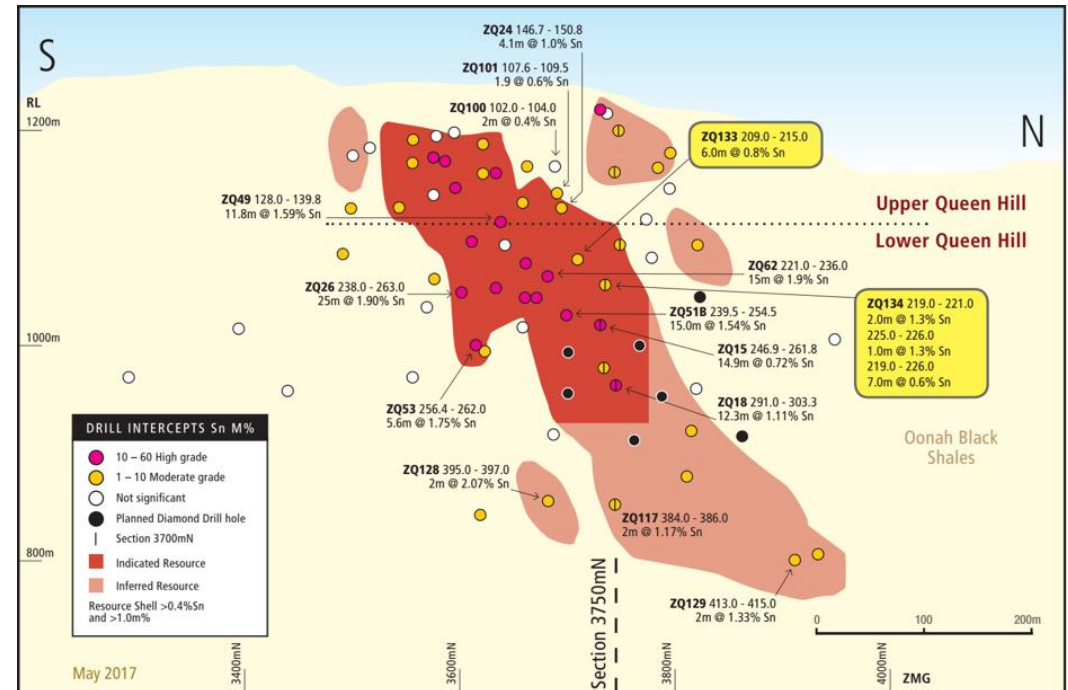 S
N
RL
1200m
1000m
800m
ZQ24 146.7 - 150.8
4.1m @ 1.0% Sn
ZQ101 107.6 - 109.5
1.9 @ 0.6% Sn
ZQ100 102.0 - 104.0
2m @ 0.4% Sn
ZQ133 209.0 - 215.0
6.0m @ 0.8% Sn
ZQ49 128.0 - 139.8
11.8m @ 1.59% Sn
Upper Queen Hill
Lower Queen Hill
ZQ62 221.0 - 236.0
15m @ 1.9% Sn
ZQ26 238.0 - 263.0
25m @ 1.90% Sn
ZQ134 219.0 - 221.0
2.0m @ 1.3% Sn
225.0 - 226.0
1.0m @ 1.3% Sn
219.0 - 226.0
7.0m @ 0.6% Sn
ZQ51B 239.5 - 254.5
15.0m @ 1.54% Sn
ZQ15 246.9 - 261.8
14.9m @ 0.72% Sn
ZQ53 256.4 - 262.0
5.6m @ 1.75% Sn
ZQ18 291.0 - 303.3
12.3m @ 1.11% Sn
Oonah Black
Shales
ZQ128 395.0 - 397.0
2m @ 2.07% Sn
ZQ117 384.0 - 386.0
2m @ 1.17% Sn
ZQ129 413.0 - 415.0
2m @ 1.33% Sn
DRILL INTERCEPTS Sn M%
10 – 60 High grade
1 – 10 Moderate grade
Not significant
Planned Diamond Drill hole
Section 3700mN
Indicated Resource
Inferred Resource
Resource Shell >0.4%Sn
and >1.0m%
Section 3750mN
0
100
200m
May 2017
3400mN
3600mN
3800mN
4000mN
ZMG